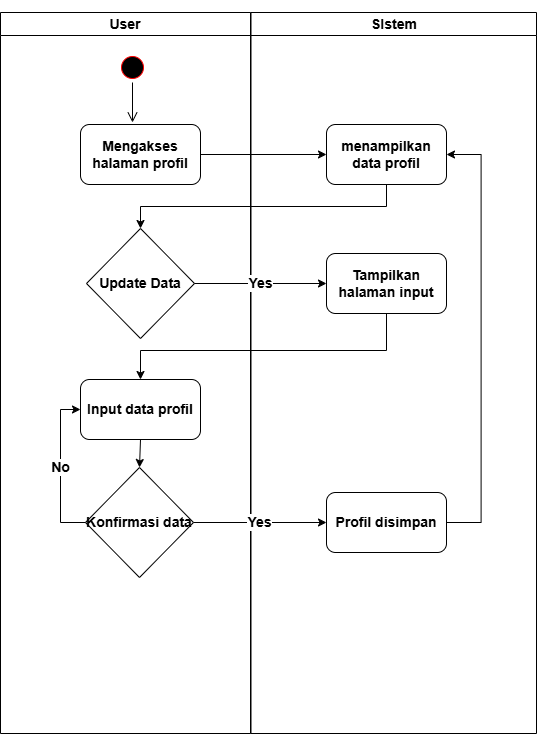 User
Sistem
Mengakses
halaman profil
menampilkan
data profil
Update Data
Yes
Tampilkan
halaman input
Input data profil
No
Konfirmasi data
Yes
Profil disimpan